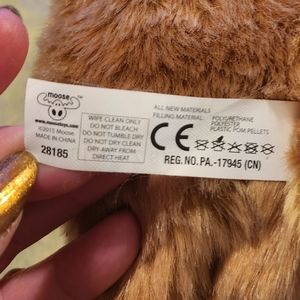 moose
www.moosetoys.com
©2015 Moose
MADE IN CHINA
28185
WIPE CLEAN ONLY
DO NOT BLEACH
DO NOT TUMBLE DRY
DO NOT DRY CLEAN
DRY-AWAY FROM
DIRECT HEAT
ALL NEW MATERIALS
FILLING MATERIAL:
POLYURETHANE
POLYESTER
PLASTIC POM PELLETS
CE
REG. NO. PA.-17945 (CN)